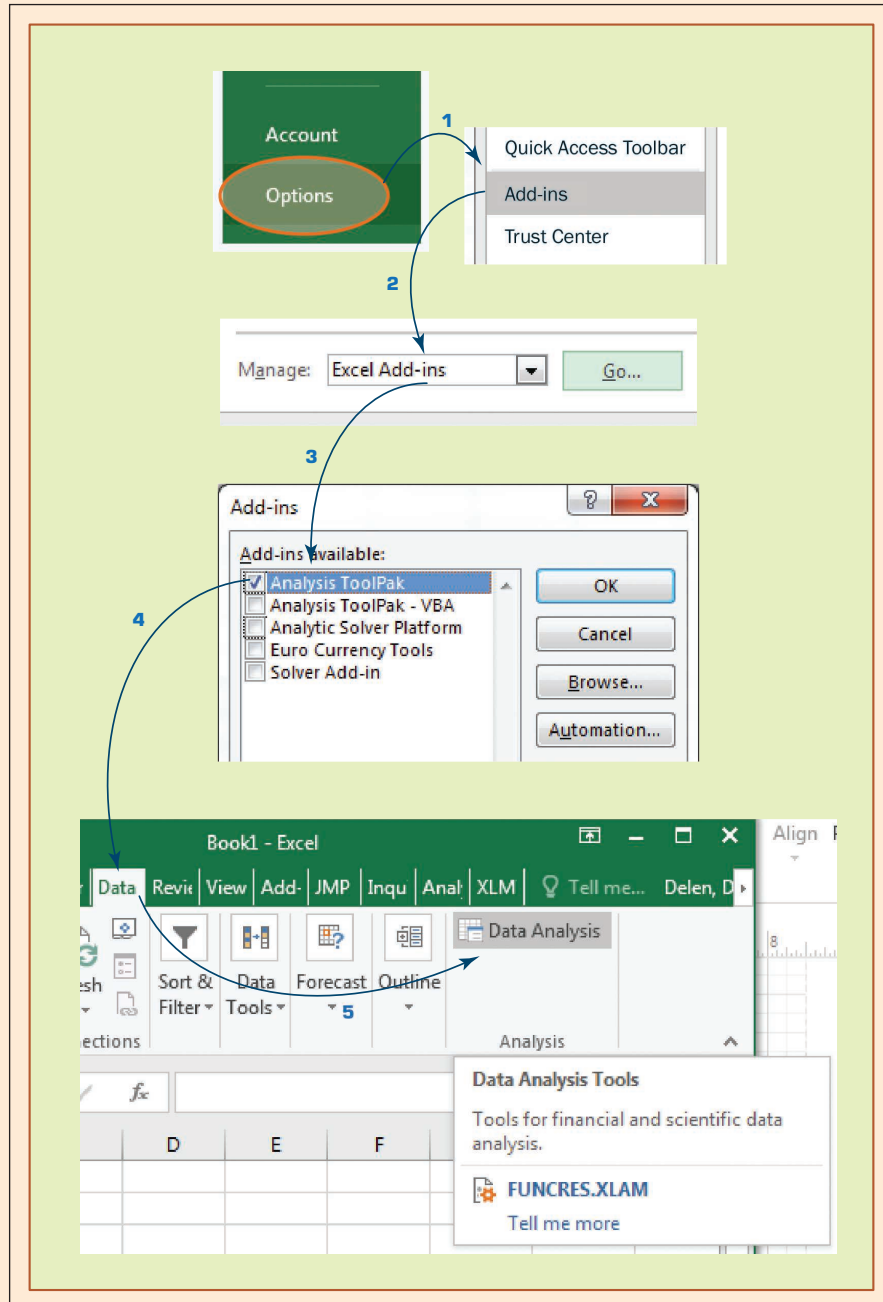 Account
Options
1
Quick Access Toolbar
Add-ins
Trust Center
2
Manage: Excel Add-ins Go...
3
Add-ins
Add-ins available:
Analysis ToolPak
Analysis ToolPak - VBA
Analytic Solver Platform
Euro Currency Tools
Solver Add-in
OK
Cancel
Browse...
Automation...
4
Book1 - Excel
Align
Data Revie View Add- JMP Inqu Anal XLM Tell me... Delen, D
8
Data Analysis
esh Sort & Data Forecast Outline
Filter Tools
5
ections Analysis
fx
D E F
Data Analysis Tools
Tools for financial and scientific data
analysis.
FUNCRES.XLAM
Tell me more